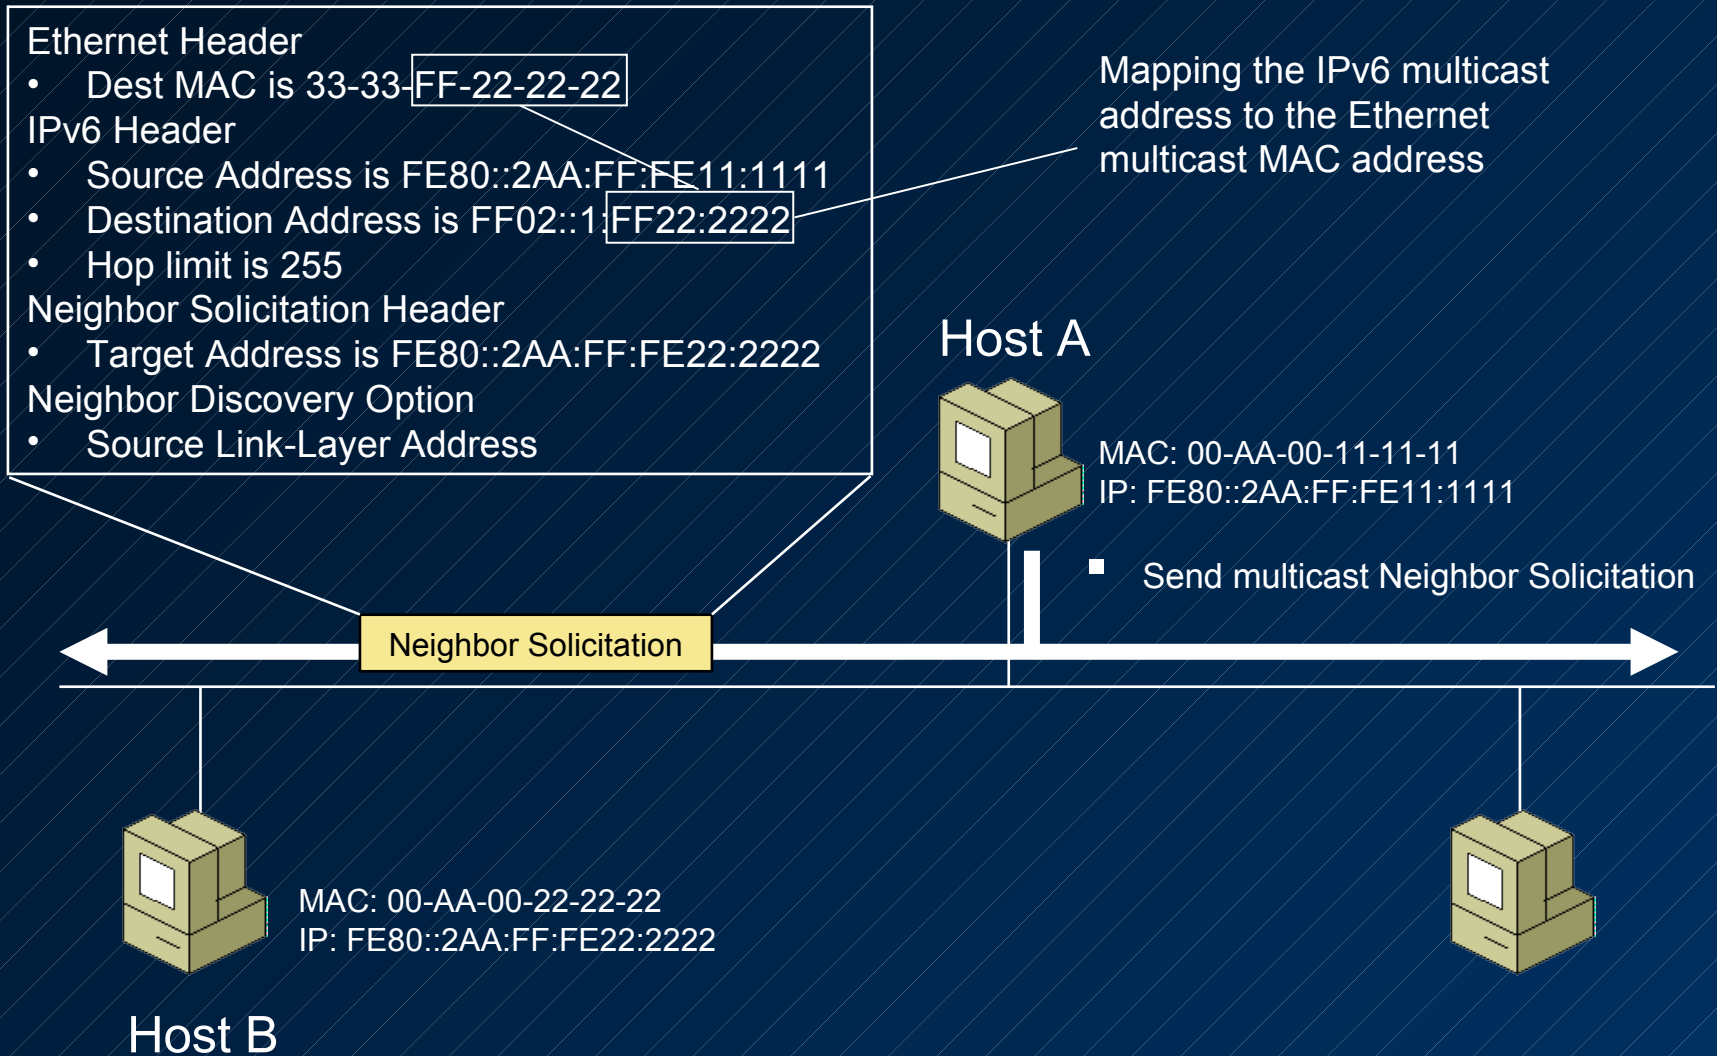 Ethernet Header
• Dest MAC is 33-33-FF-22-22-22
IPv6 Header
• Source Address is FE80::2AA:FF:FE11:1111
• Destination Address is FF02::1:FF22:2222
• Hop limit is 255
Neighbor Solicitation Header
• Target Address is FE80::2AA:FF:FE22:2222
Neighbor Discovery Option
• Source Link-Layer Address
Mapping the IPv6 multicast
address to the Ethernet
multicast MAC address
Host A
MAC: 00-AA-00-11-11-11
IP: FE80::2AA:FF:FE11:1111
▪ Send multicast Neighbor Solicitation
Neighbor Solicitation
MAC: 00-AA-00-22-22-22
IP: FE80::2AA:FF:FE22:2222
Host B